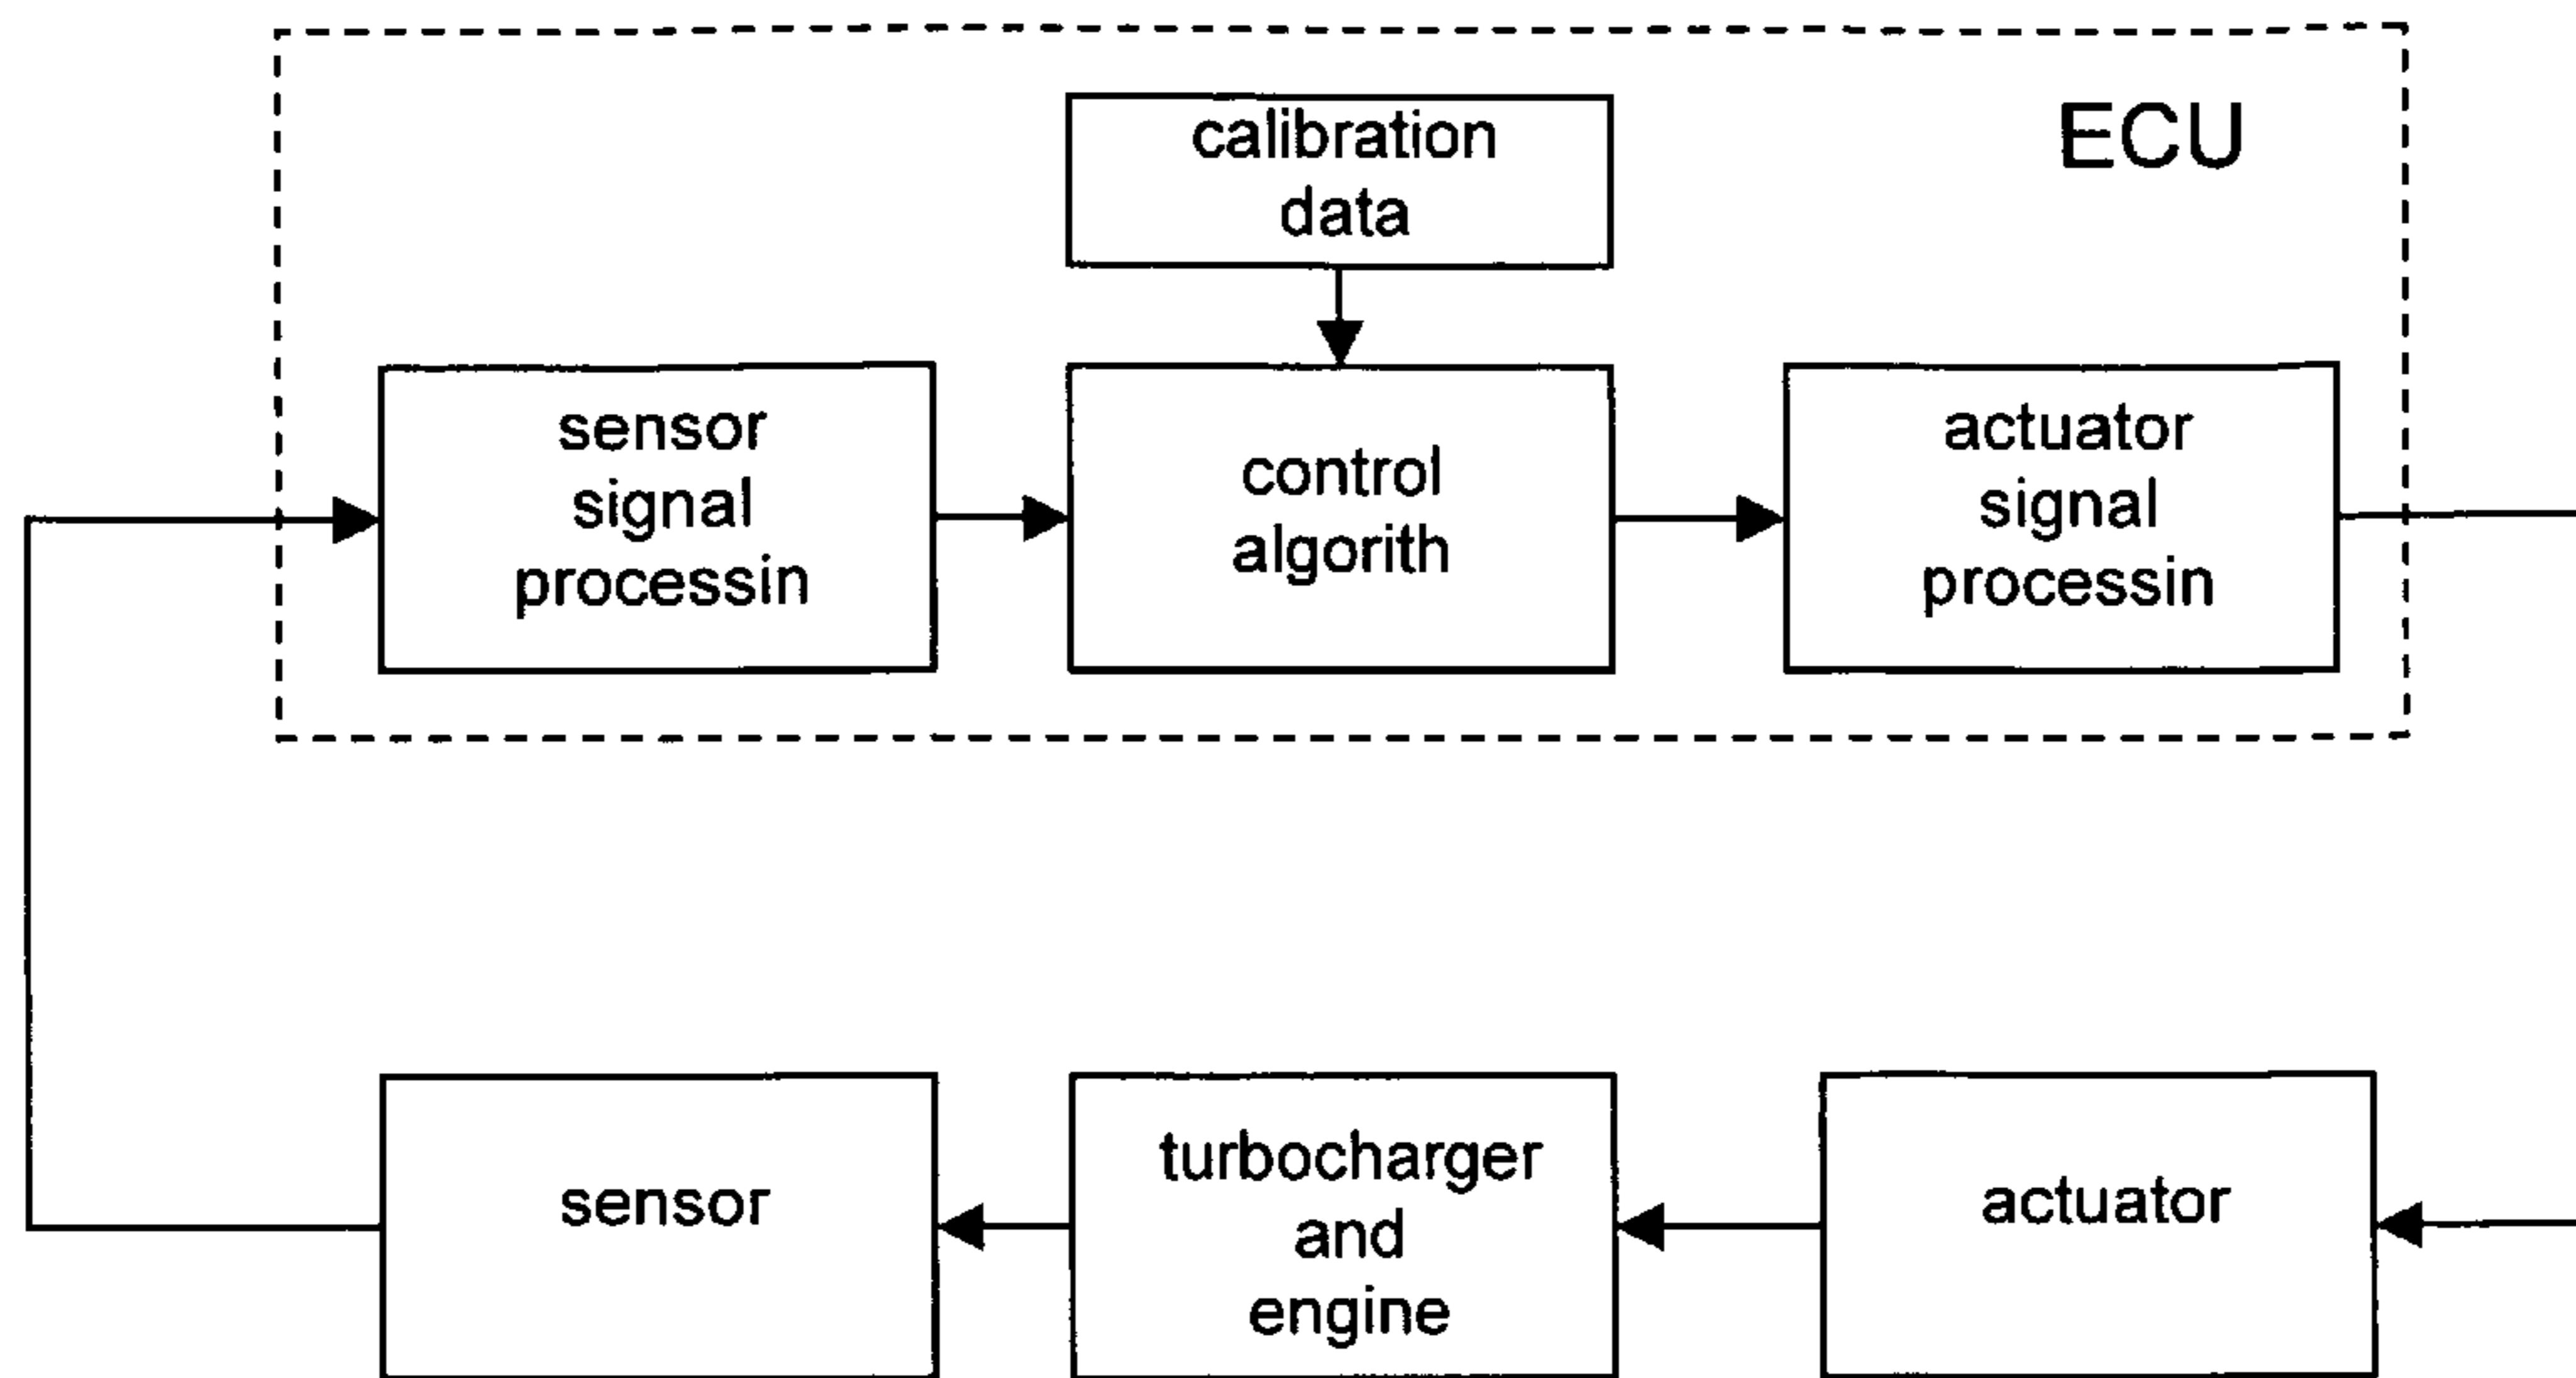 calibration
data
ECU
sensor
signal
processin
control
algorith
actuator
signal
processin
sensor
turbocharger
and
engine
actuator